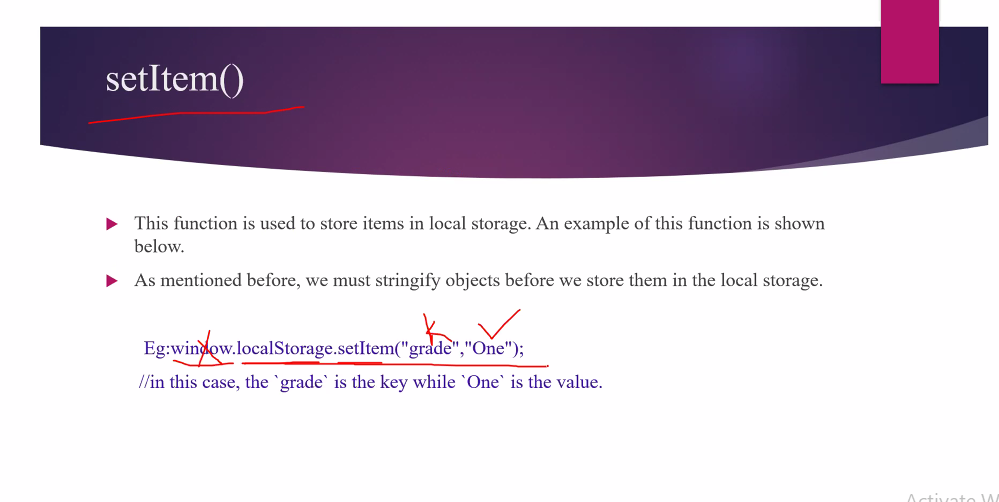 setItem()
This function is used to store items in local storage. An example of this function is shown
below.
As mentioned before, we must stringify objects before we store them in the local storage.
K
Eg:window.localStorage.setItem("grade","One");
//in this case, the `grade` is the key while `One` is the value.
Activate W